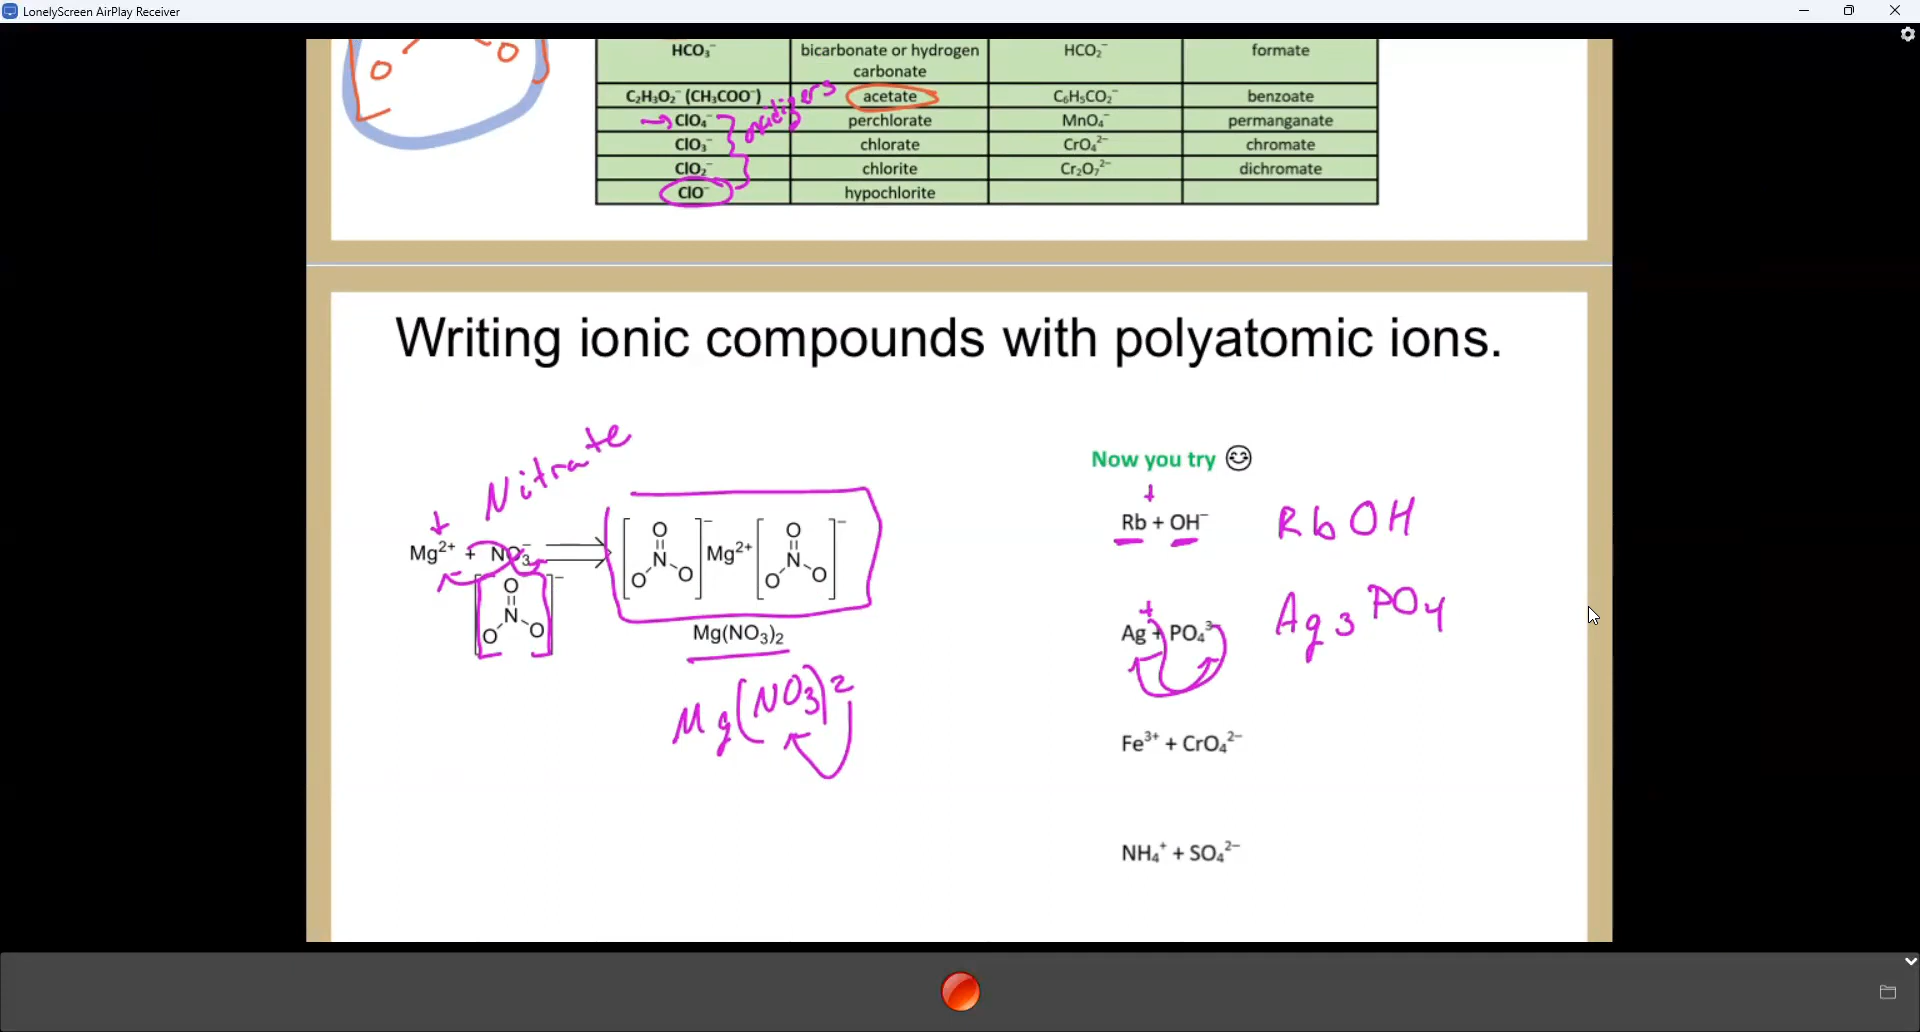 LonelyScreen AirPlay Receiver
HCO₃⁻ bicarbonate or hydrogen carbonate HCO₂⁻ formate
C₂H₃O₂⁻ (CH₃COO⁻) acetate C₆H₅CO₂⁻ benzoate
ClO₄⁻ perchlorate MnO₄⁻ permanganate
ClO₃⁻ chlorate CrO₄²⁻ chromate
ClO₂⁻ chlorite Cr₂O₇²⁻ dichromate
ClO⁻ hypochlorite
oxidizers
O O
Writing ionic compounds with polyatomic ions.
Nitrate
+
Mg²⁺ + NO₃⁻
[O N O O]⁻
[O N O O]⁻ Mg²⁺ [O N O O]⁻
Mg(NO₃)₂
Mg(NO3)2
Now you try
+
Rb + OH⁻ RbOH
+
Ag + PO₄³⁻ Ag3PO4
Fe³⁺ + CrO₄²⁻
NH₄⁺ + SO₄²⁻